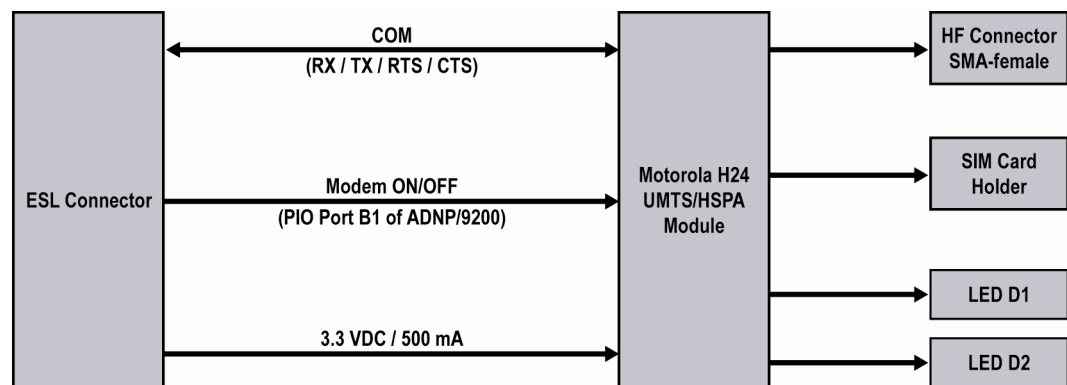 ESL Connector
COM
(RX / TX / RTS / CTS)
Modem ON/OFF
(PIO Port B1 of ADNP/9200)
3.3 VDC / 500 mA
Motorola H24
UMTS/HSPA
Module
HF Connector
SMA-female
SIM Card
Holder
LED D1
LED D2